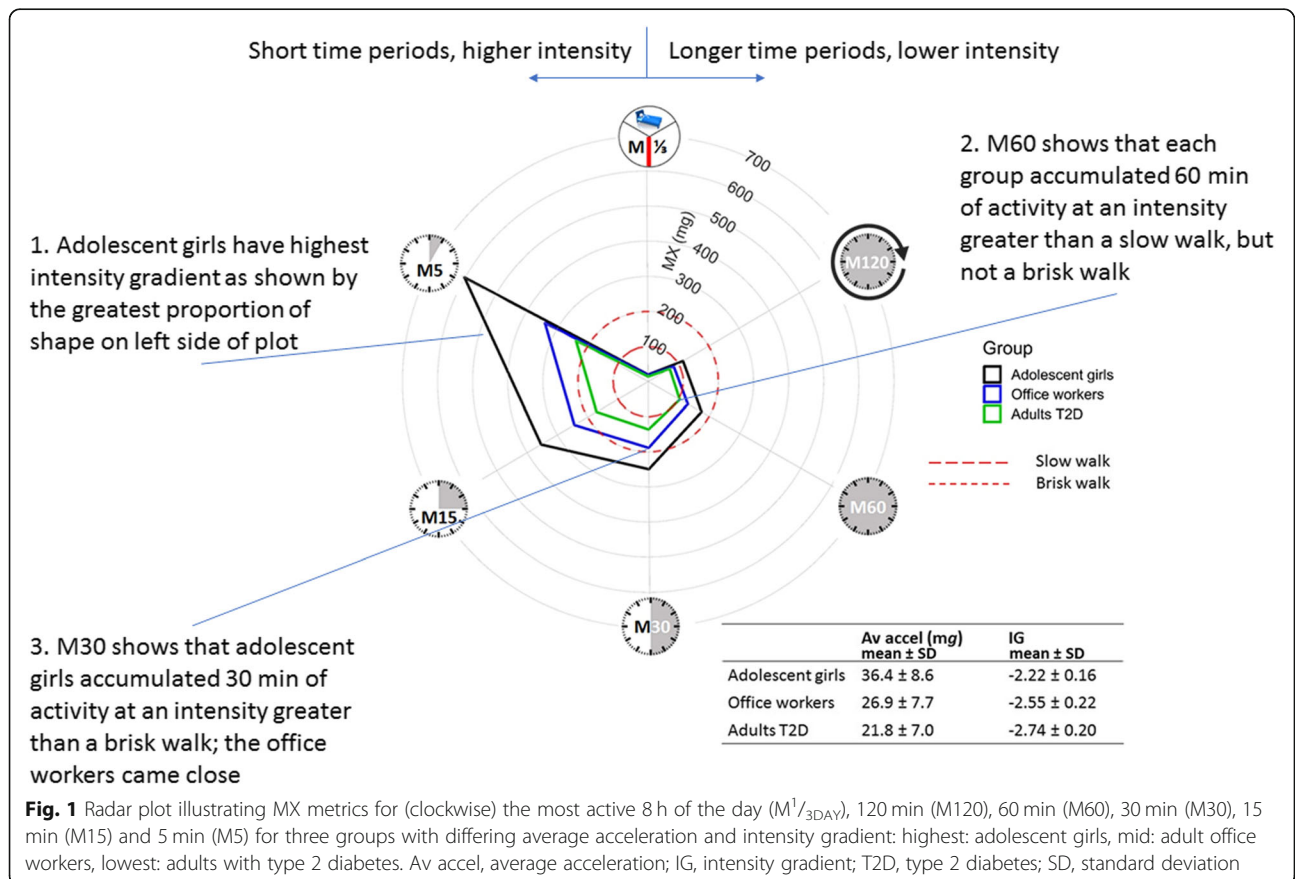 Short time periods, higher intensity
Longer time periods, lower intensity
M ⅓
700
600
500
400
300
200
100
MX (mg)
M120
M60
M30
M15
M5
1. Adolescent girls have highest
intensity gradient as shown by
the greatest proportion of
shape on left side of plot
2. M60 shows that each
group accumulated 60 min
of activity at an intensity
greater than a slow walk, but
not a brisk walk
Group
Adolescent girls
Office workers
Adults T2D
Slow walk
Brisk walk
3. M30 shows that adolescent
girls accumulated 30 min of
activity at an intensity greater
than a brisk walk; the office
workers came close
Av accel (mg) IG
mean ± SD mean ± SD
Adolescent girls 36.4 ± 8.6 -2.22 ± 0.16
Office workers 26.9 ± 7.7 -2.55 ± 0.22
Adults T2D 21.8 ± 7.0 -2.74 ± 0.20
Fig. 1 Radar plot illustrating MX metrics for (clockwise) the most active 8 h of the day (M¹/₃DAY), 120 min (M120), 60 min (M60), 30 min (M30), 15
min (M15) and 5 min (M5) for three groups with differing average acceleration and intensity gradient: highest: adolescent girls, mid: adult office
workers, lowest: adults with type 2 diabetes. Av accel, average acceleration; IG, intensity gradient; T2D, type 2 diabetes; SD, standard deviation